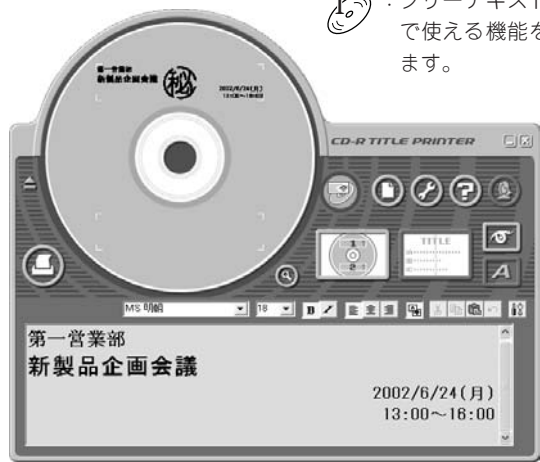 ：フリーテキスト
で使える機能を
ます。
第一営業部
新製品企画会議
㊙
2002/6/24(月)
13:00～16:00
CD-R TITLE PRINTER
1
2
TITLE
A
MS 明朝
18
B
第一営業部
新製品企画会議
2002/6/24(月)
13:00～16:00